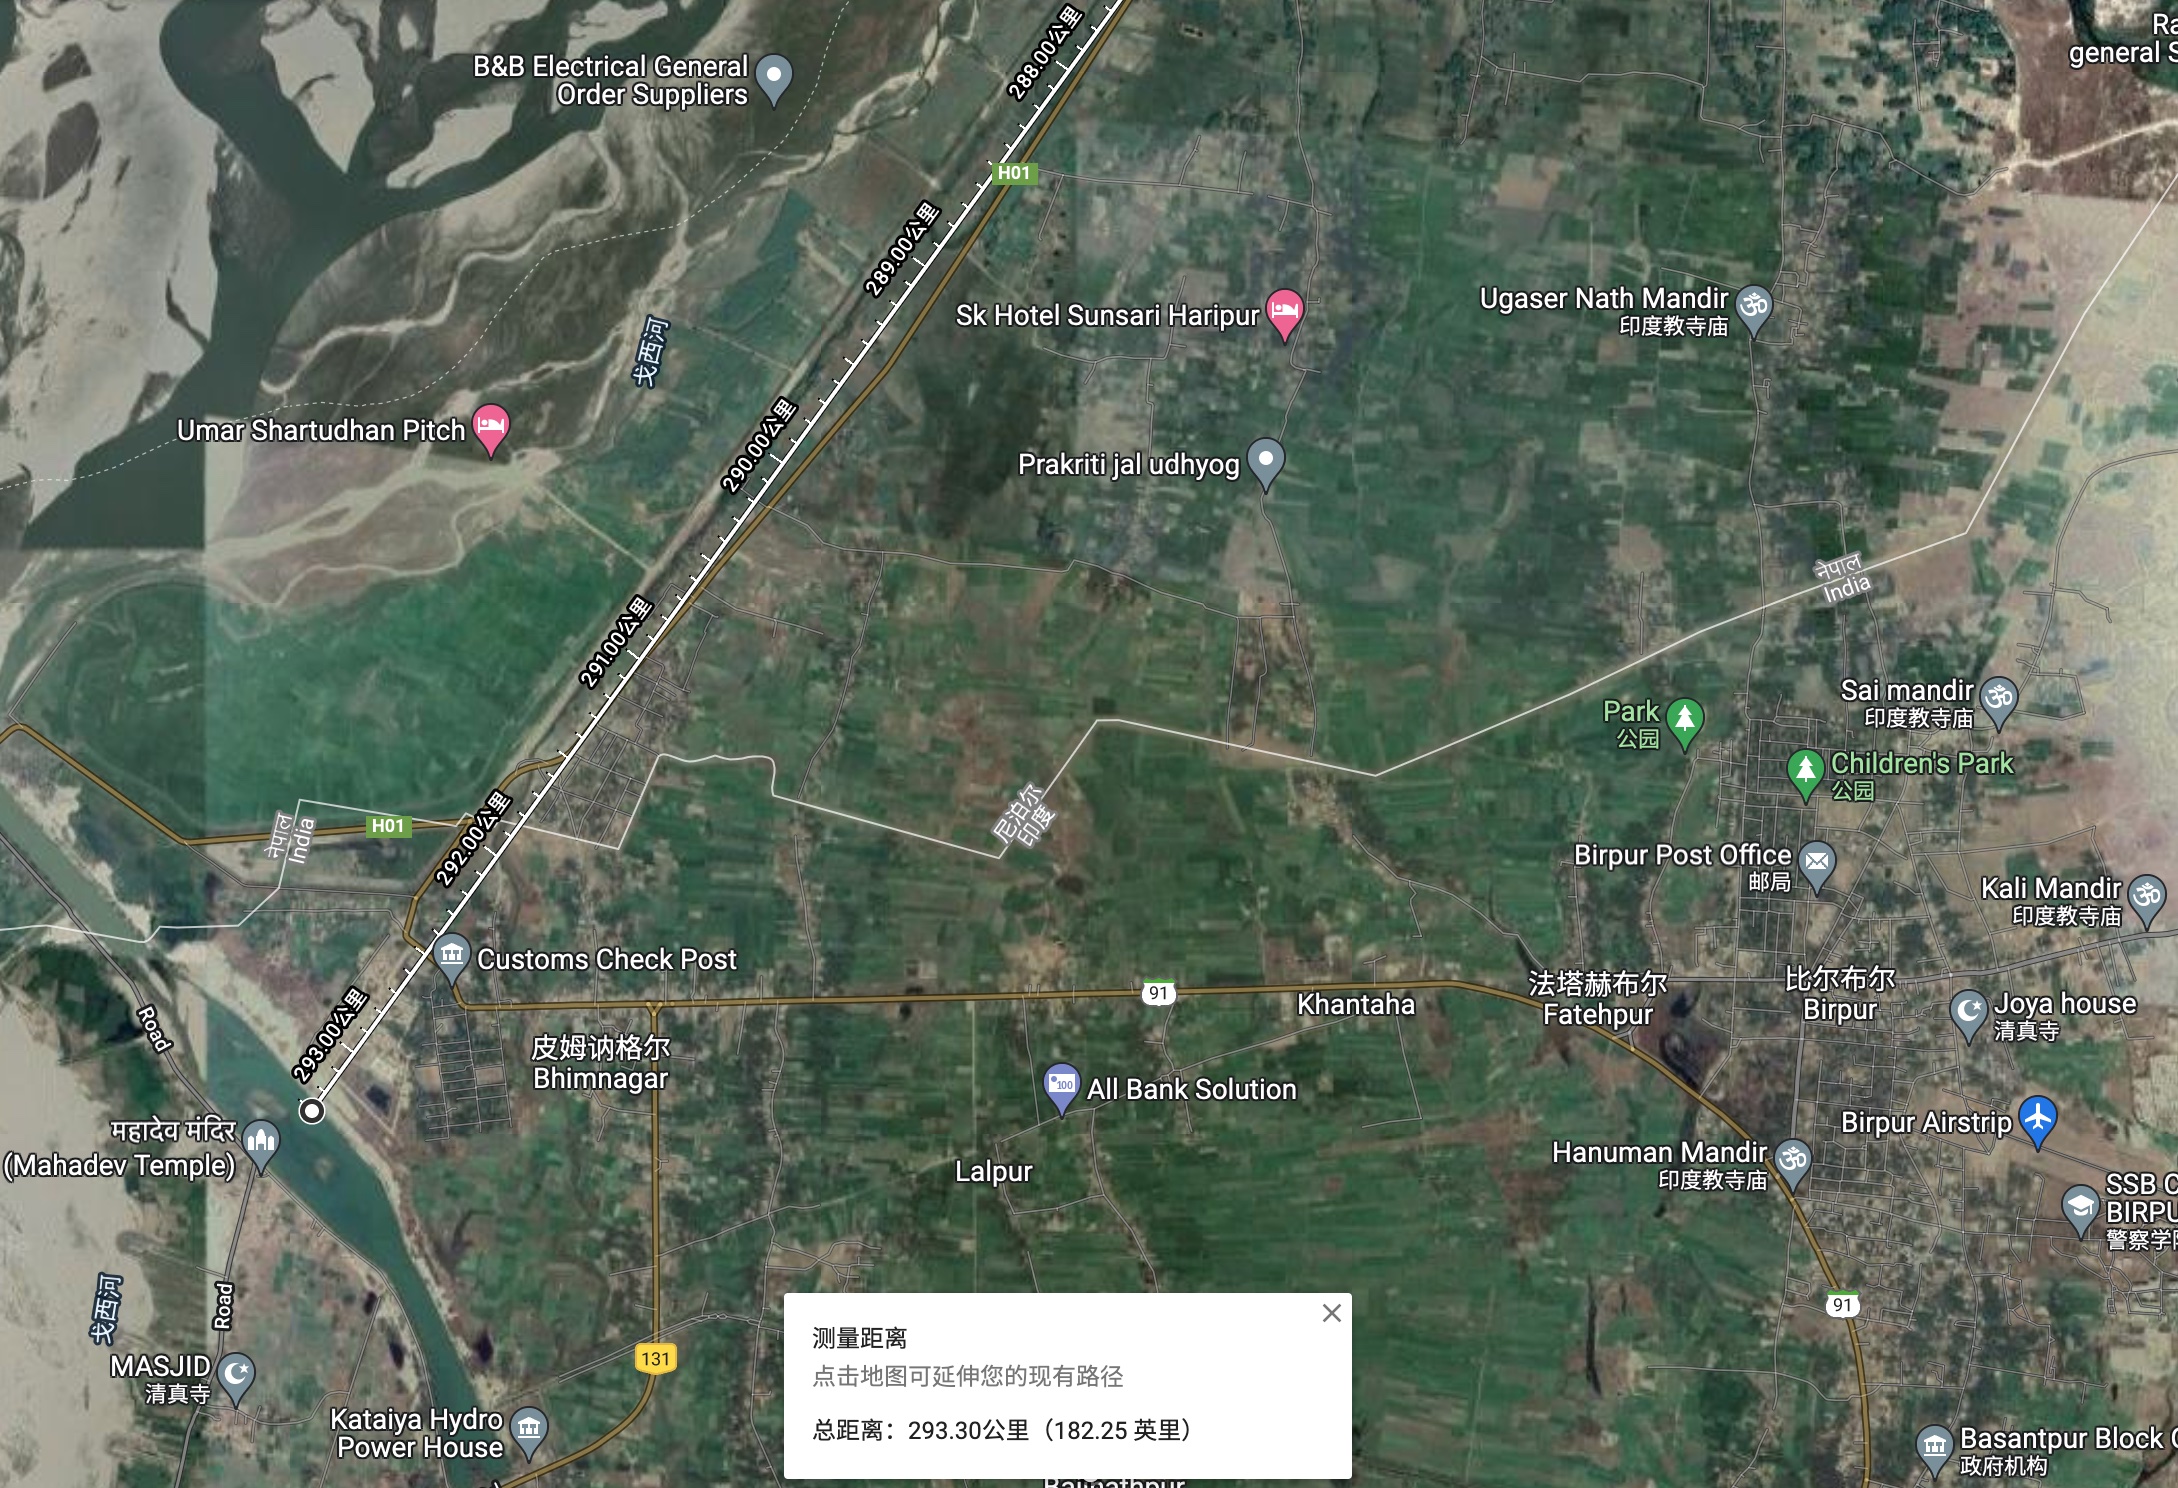 288.00公里
B&B Electrical General
Order Suppliers
general S
H01
289.00公里
戈西河
Sk Hotel Sunsari Haripur
Ugaser Nath Mandir
印度教寺庙
Umar Shartudhan Pitch
290.00公里
Prakriti jal udhyog
नेपाल
India
291.00公里
Sai mandir
印度教寺庙
Park
公园
Children's Park
公园
नेपाल
India
H01
292.00公里
尼泊尔
印度
Birpur Post Office
邮局
Kali Mandir
印度教寺庙
Customs Check Post
91
Khantaha
法塔赫布尔
Fatehpur
比尔布尔
Birpur
Joya house
清真寺
Road
293.00公里
皮姆讷格尔
Bhimnagar
All Bank Solution
महादेव मंदिर
(Mahadev Temple)
Birpur Airstrip
Lalpur
Hanuman Mandir
印度教寺庙
SSB C
BIRPU
警察学院
戈西河
Road
91
测量距离
点击地图可延伸您的现有路径
总距离：293.30公里（182.25 英里）
131
MASJID
清真寺
Kataiya Hydro
Power House
100
Basantpur Block
政府机构